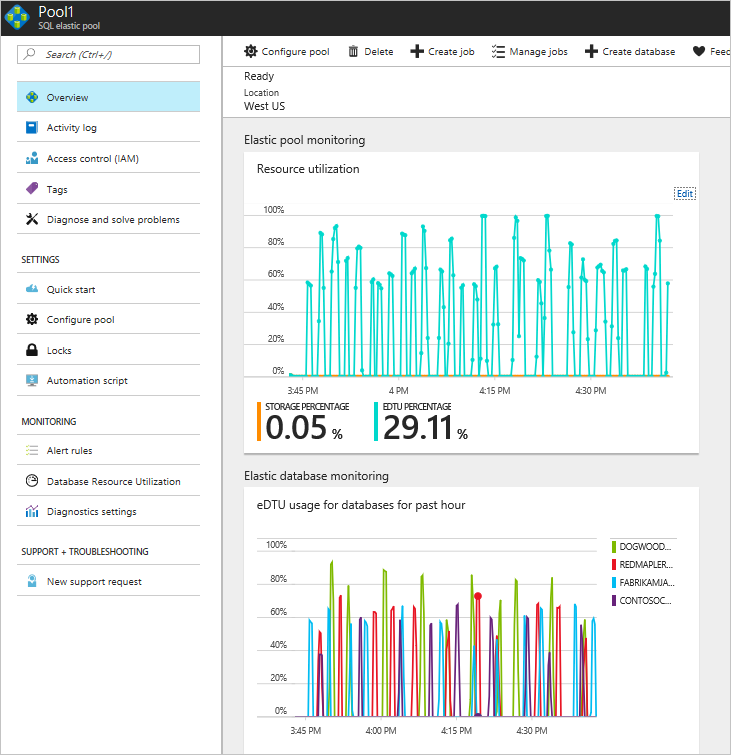 Pool1
SQL elastic pool
Search (Ctrl+/)
Overview
Activity log
Access control (IAM)
Tags
Diagnose and solve problems
SETTINGS
Quick start
Configure pool
Locks
Automation script
MONITORING
Alert rules
Database Resource Utilization
Diagnostics settings
SUPPORT + TROUBLESHOOTING
New support request
Configure pool Delete Create job Manage jobs Create database Feed
Ready
Location
West US
Elastic pool monitoring
Resource utilization
Edit
100%
80%
60%
40%
20%
0%
3:45 PM 4 PM 4:15 PM 4:30 PM
STORAGE PERCENTAGE
0.05 %
EDTU PERCENTAGE
29.11 %
Elastic database monitoring
eDTU usage for databases for past hour
100%
80%
60%
40%
20%
0%
3:45 PM 4:00 PM 4:15 PM 4:30 PM
DOGWOOD...
REDMAPLER...
FABRIKAMJA...
CONTOSOC...